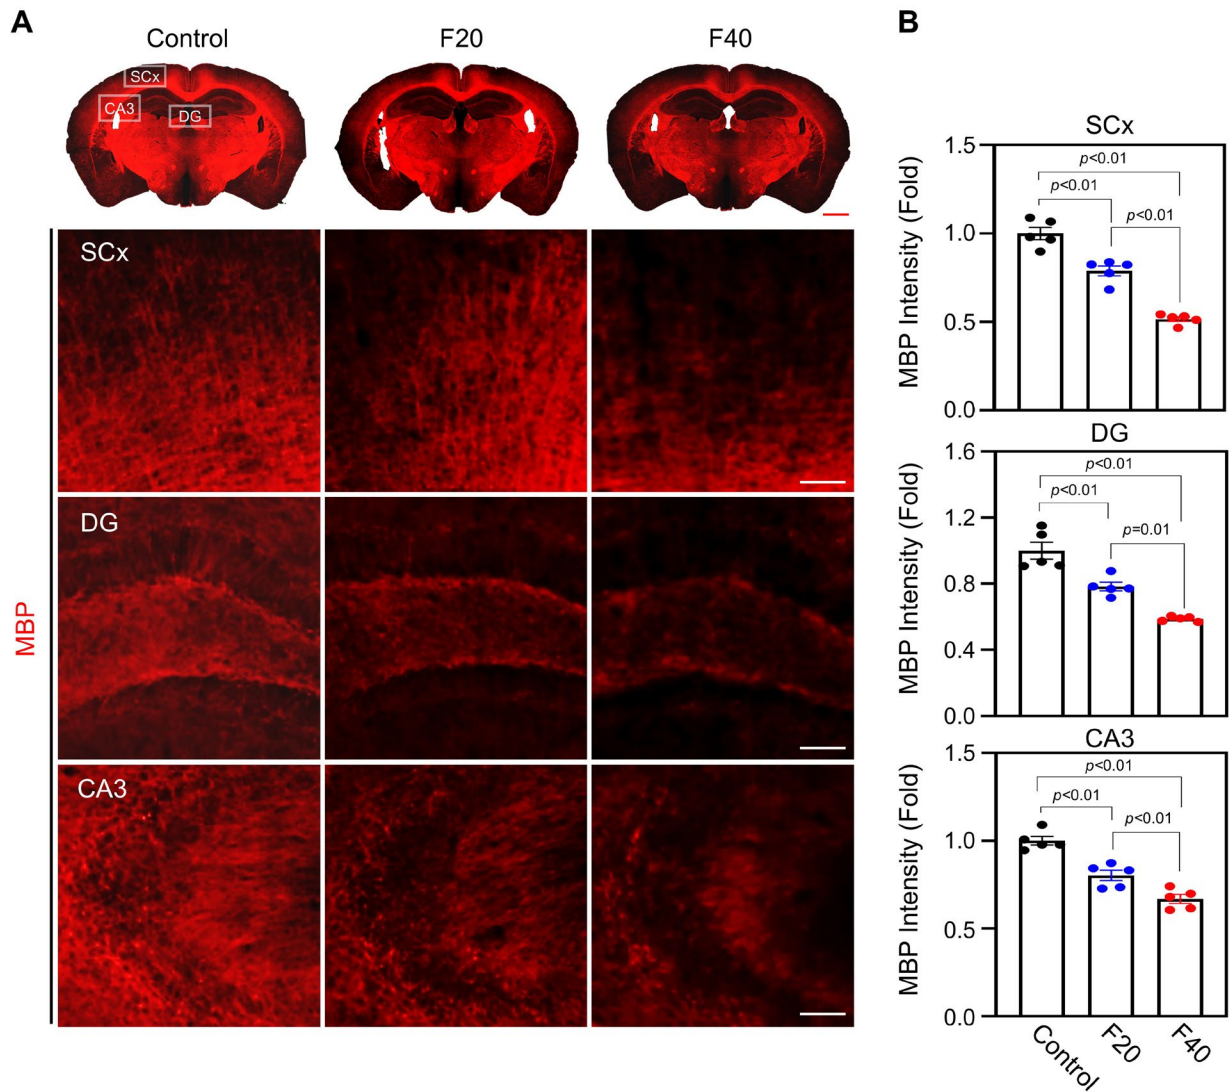 A
Control
F20
F40
SCx
CA3
DG
SCx
DG
CA3
MBP
B
SCx
MBP Intensity (Fold)
1.5
1.0
0.5
0.0
p<0.01
p<0.01
p<0.01
DG
MBP Intensity (Fold)
1.6
1.2
0.8
0.4
0.0
p<0.01
p<0.01
p=0.01
CA3
MBP Intensity (Fold)
1.5
1.0
0.5
0.0
p<0.01
p<0.01
p<0.01
Control
F20
F40